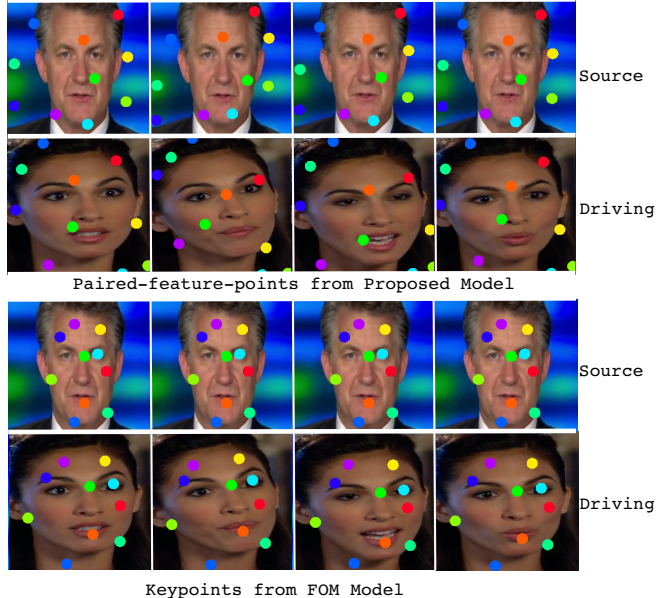 Source
Driving
Paired-feature-points from Proposed Model
Source
Driving
Keypoints from FOM Model